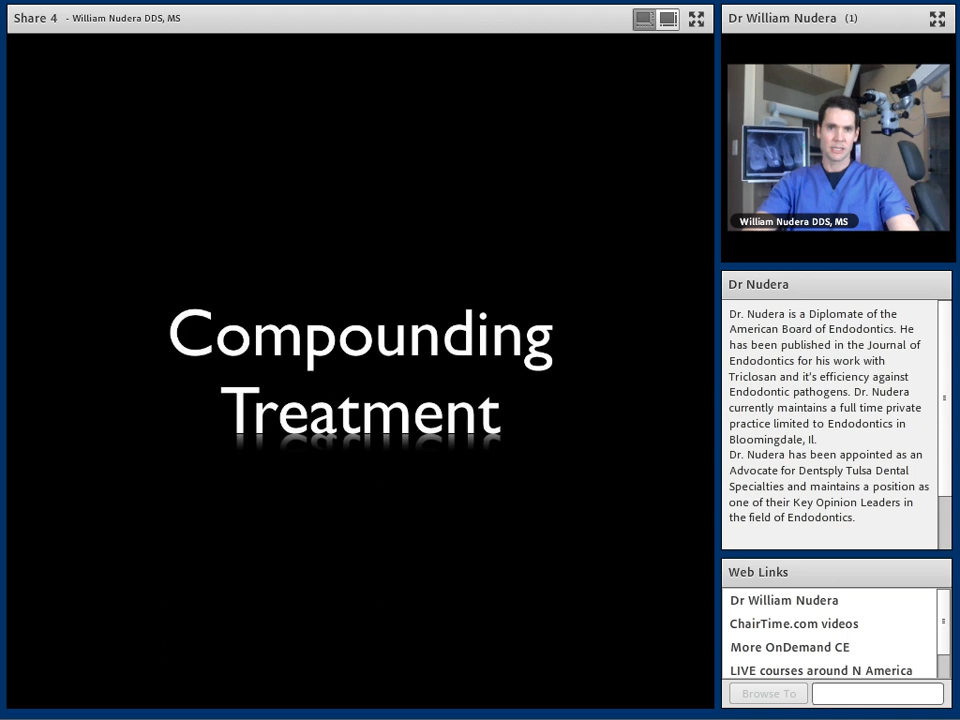 Share 4 - William Nudera DDS, MS
Compounding
Treatment
Dr William Nudera (1)
William Nudera DDS, MS
Dr Nudera
Dr. Nudera is a Diplomate of the
American Board of Endodontics. He
has been published in the Journal of
Endodontics for his work with
Triclosan and it's efficiency against
Endodontic pathogens. Dr. Nudera
currently maintains a full time private
practice limited to Endodontics in
Bloomingdale, Il.
Dr. Nudera has been appointed as an
Advocate for Dentsply Tulsa Dental
Specialties and maintains a position as
one of their Key Opinion Leaders in
the field of Endodontics.
Web Links
Dr William Nudera
ChairTime.com videos
More OnDemand CE
LIVE courses around N America
Browse To